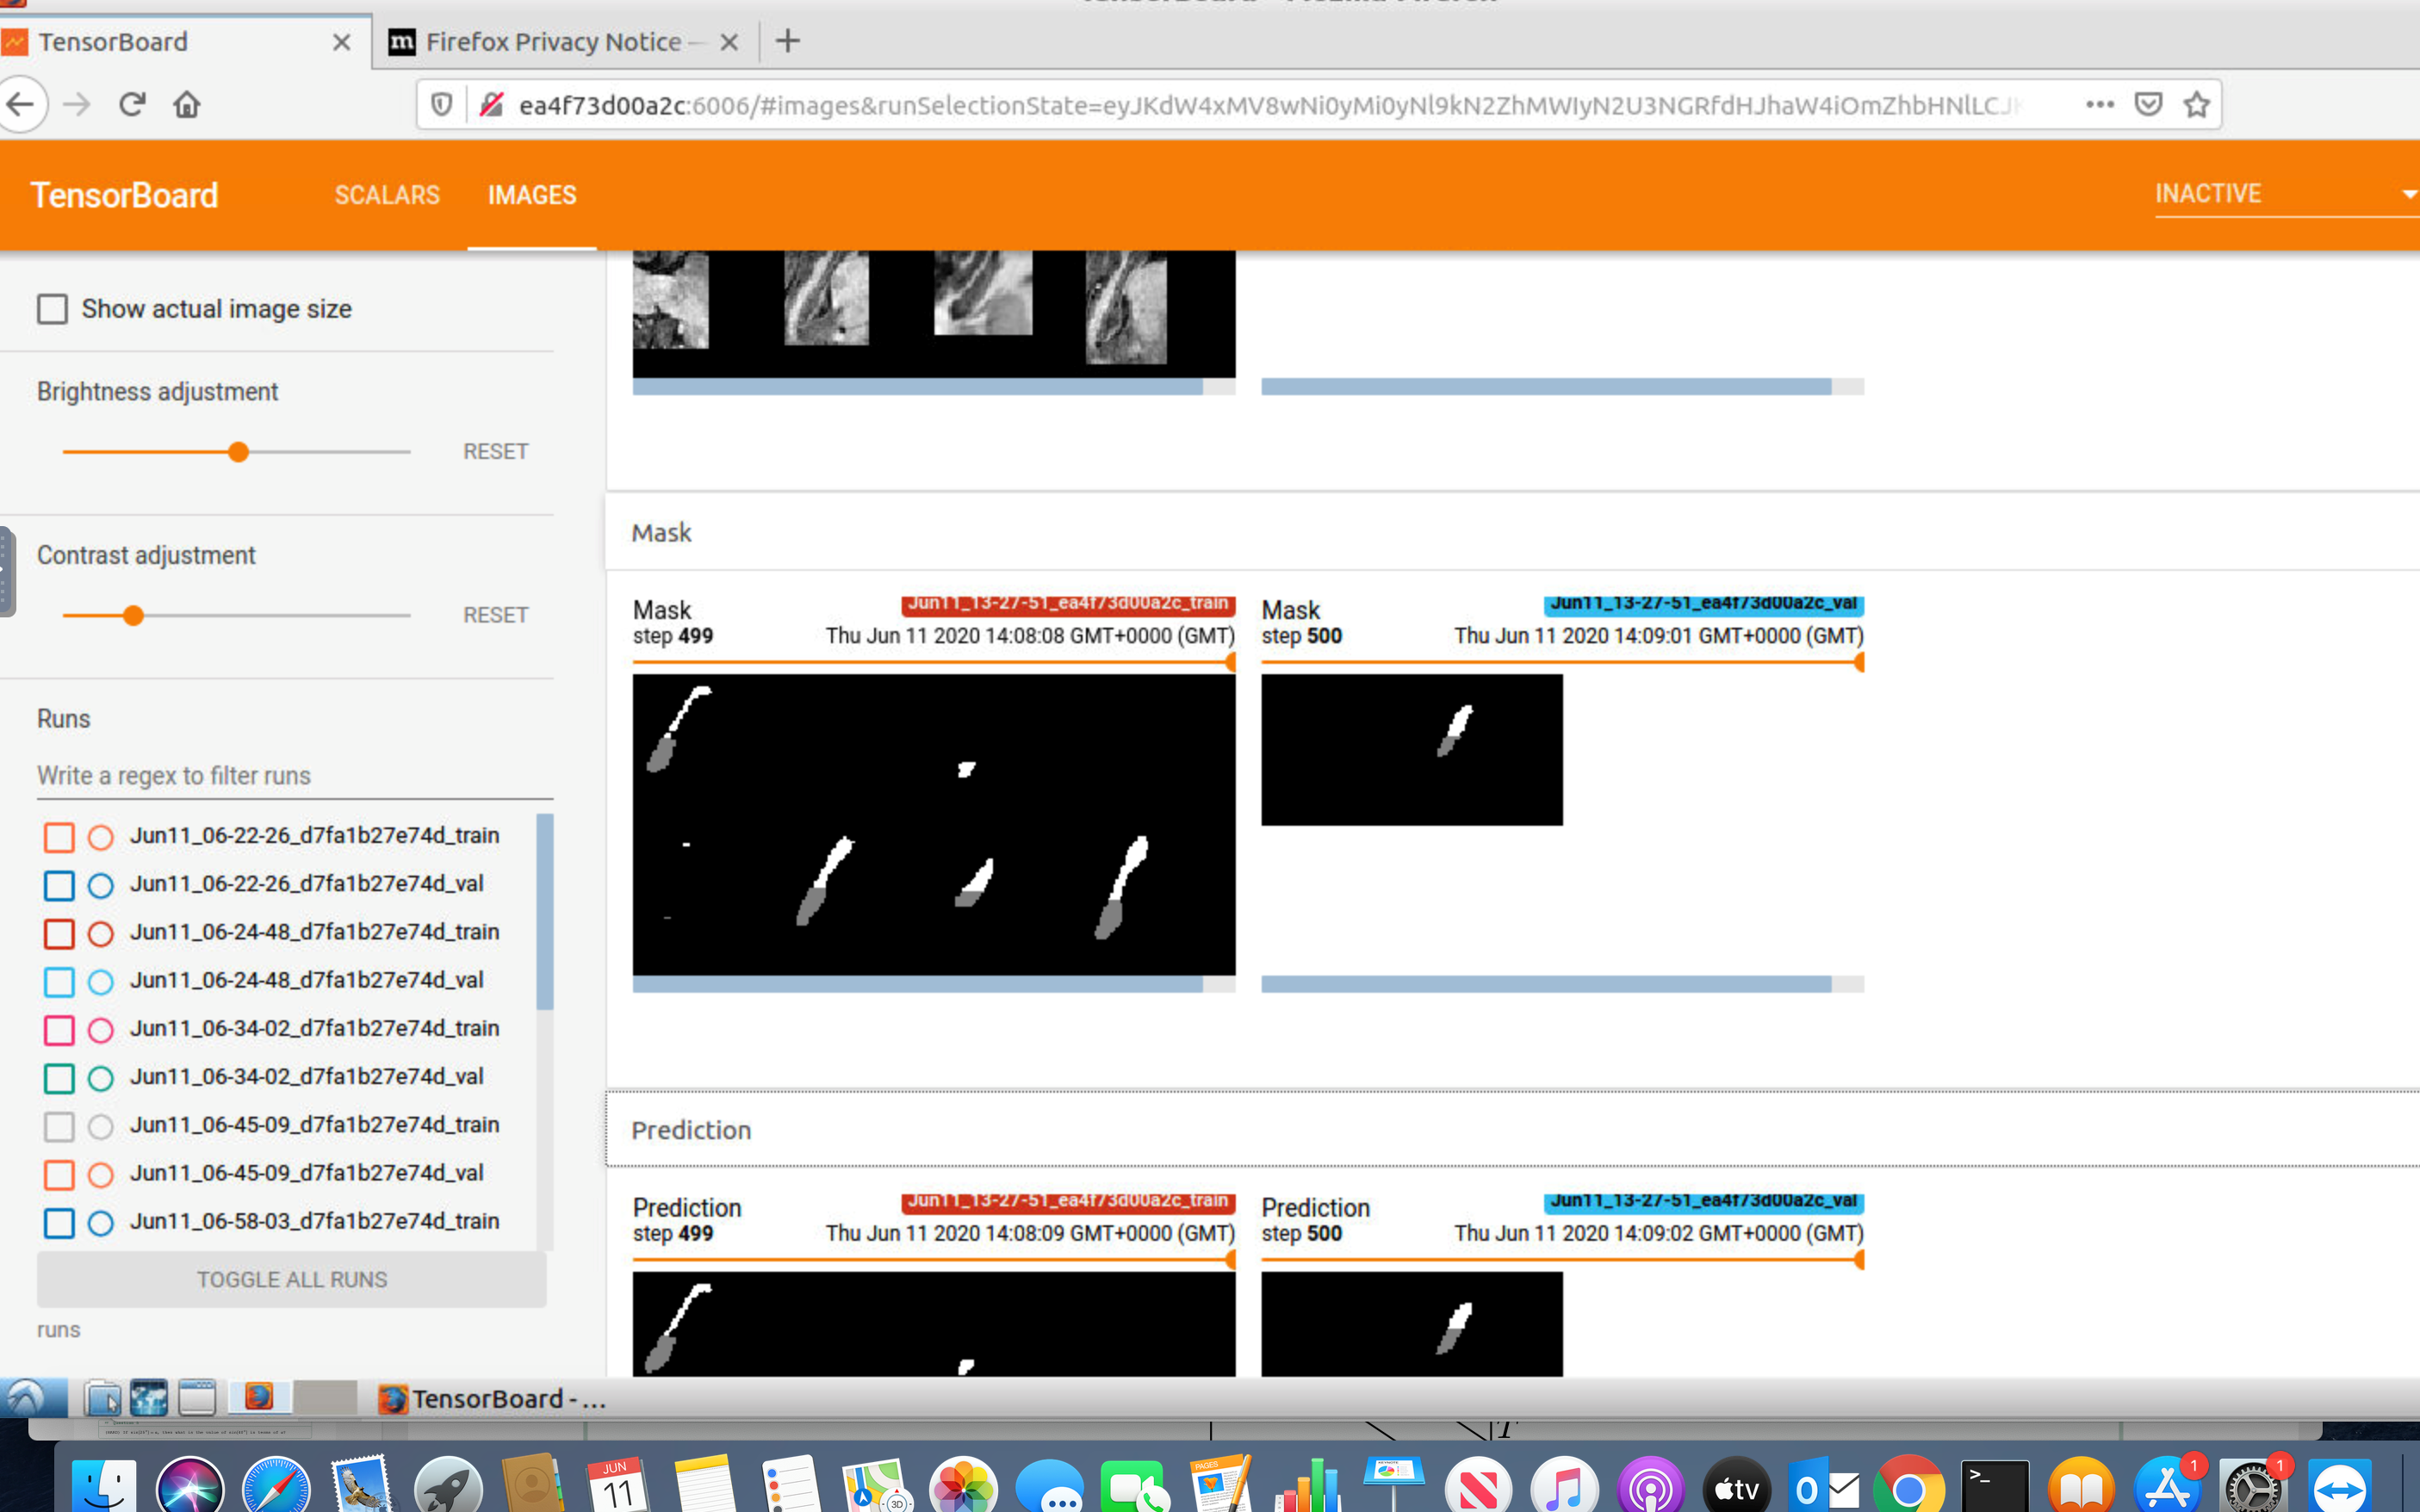 TensorBoard - Mozilla Firefox
TensorBoard
Firefox Privacy Notice —
ea4f73d00a2c:6006/#images&runSelectionState=eyJKdW4xMV8wNi0yMi0yNl9kN2ZhMWIyN2U3NGRfdHJhaW4iOmZhbHNlLCJ
TensorBoard
SCALARS
IMAGES
INACTIVE
Show actual image size
Brightness adjustment
RESET
Contrast adjustment
RESET
Runs
Write a regex to filter runs
Jun11_06-22-26_d7fa1b27e74d_train
Jun11_06-22-26_d7fa1b27e74d_val
Jun11_06-24-48_d7fa1b27e74d_train
Jun11_06-24-48_d7fa1b27e74d_val
Jun11_06-34-02_d7fa1b27e74d_train
Jun11_06-34-02_d7fa1b27e74d_val
Jun11_06-45-09_d7fa1b27e74d_train
Jun11_06-45-09_d7fa1b27e74d_val
Jun11_06-58-03_d7fa1b27e74d_train
TOGGLE ALL RUNS
runs
Mask
Mask
Jun11_13-27-51_ea4f73d00a2c_train
step 499
Thu Jun 11 2020 14:08:08 GMT+0000 (GMT)
Mask
Jun11_13-27-51_ea4f73d00a2c_val
step 500
Thu Jun 11 2020 14:09:01 GMT+0000 (GMT)
Prediction
Prediction
Jun11_13-27-51_ea4f73d00a2c_train
step 499
Thu Jun 11 2020 14:08:09 GMT+0000 (GMT)
Prediction
Jun11_13-27-51_ea4f73d00a2c_val
step 500
Thu Jun 11 2020 14:09:02 GMT+0000 (GMT)
TensorBoard - ...
JUN
11
3D
PAGES
tv
O
>_
1
1